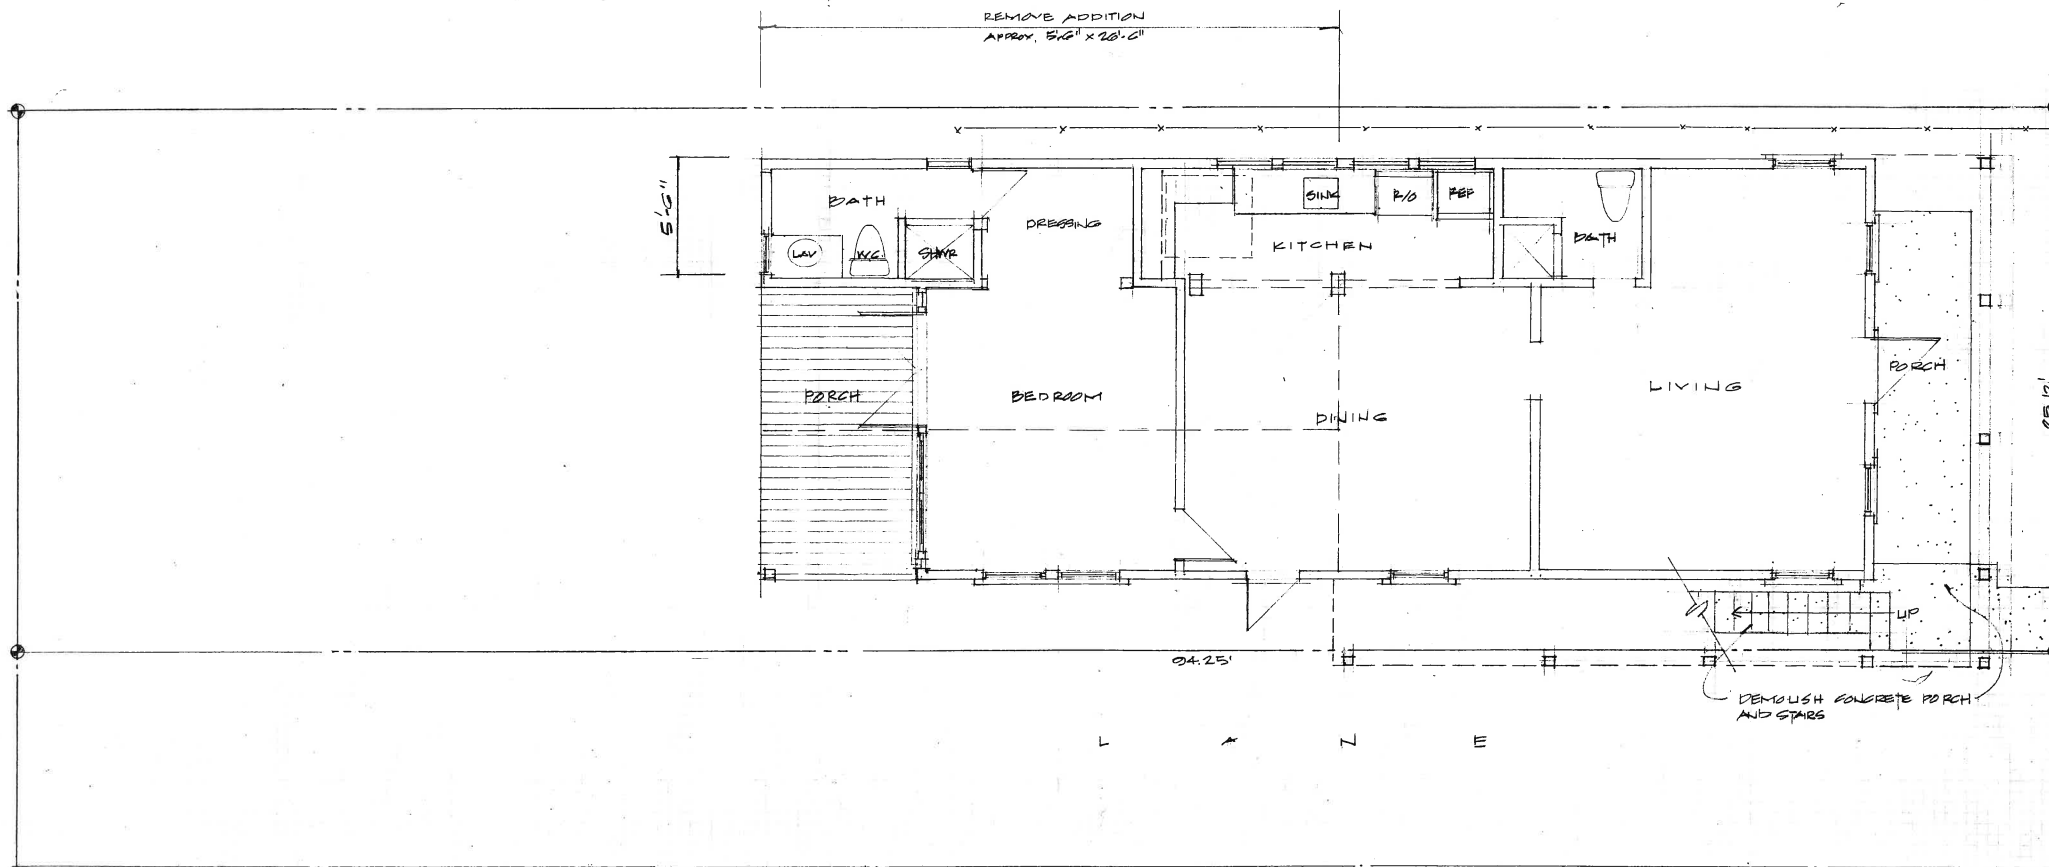 REMOVE ADDITION
APPROX. 5'-6" x 26'-6"
5'-6"
BATH
DRESSING
SINK
R/O
REF
LAV
W.C.
SHWR
KITCHEN
BATH
PORCH
BEDROOM
DINING
LIVING
PORCH
UP
94.25'
DEMOLISH CONCRETE PORCH
AND STAIRS
L A N E